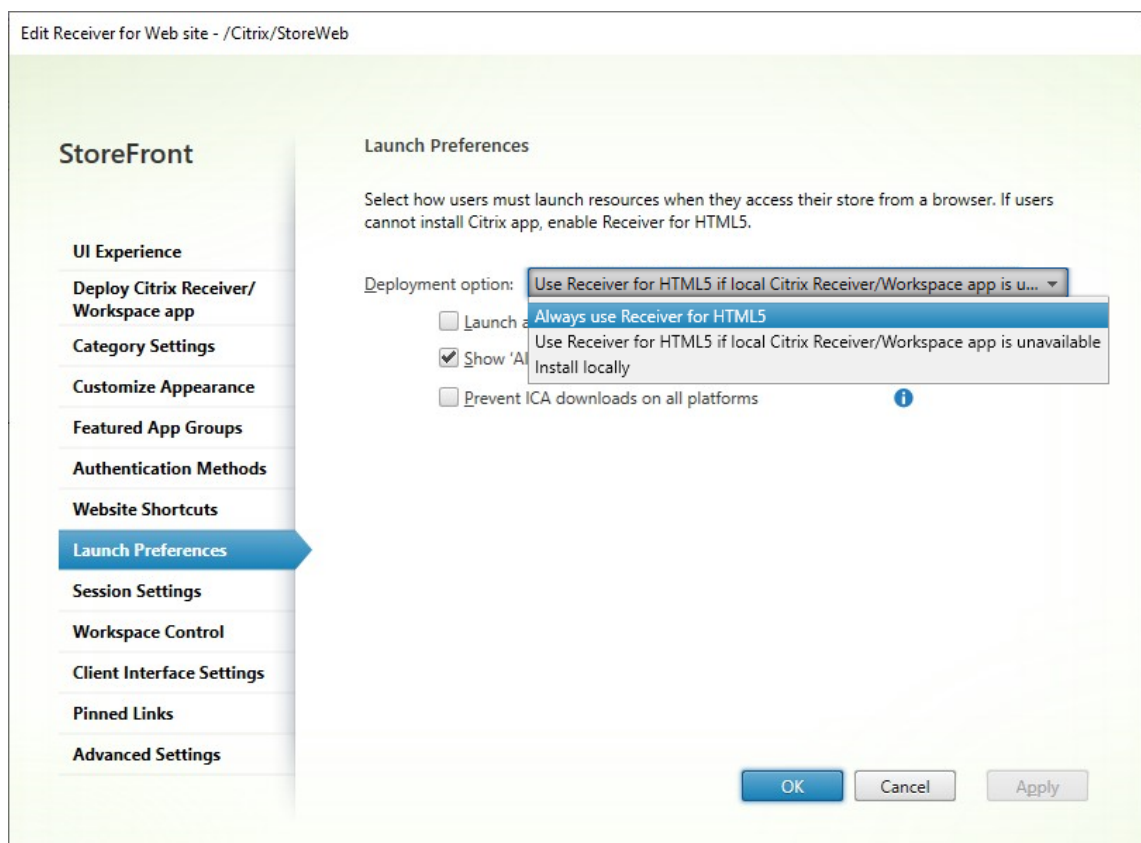 Edit Receiver for Web site - /Citrix/StoreWeb
StoreFront
UI Experience
Deploy Citrix Receiver/
Workspace app
Category Settings
Customize Appearance
Featured App Groups
Authentication Methods
Website Shortcuts
Launch Preferences
Session Settings
Workspace Control
Client Interface Settings
Pinned Links
Advanced Settings
Launch Preferences
Select how users must launch resources when they access their store from a browser. If users
cannot install Citrix app, enable Receiver for HTML5.
Deployment option: Use Receiver for HTML5 if local Citrix Receiver/Workspace app is u...
Always use Receiver for HTML5
Launch
Use Receiver for HTML5 if local Citrix Receiver/Workspace app is unavailable
Show
Install locally
Prevent ICA downloads on all platforms
OK Cancel Apply